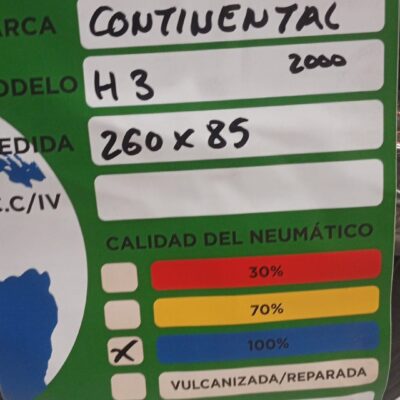 ARCA CONTINENTAL
ODELO H3 2000
EDIDA 260 x 85
.C/IV
CALIDAD DEL NEUMÁTICO
30%
70%
X 100%
VULCANIZADA/REPARADA